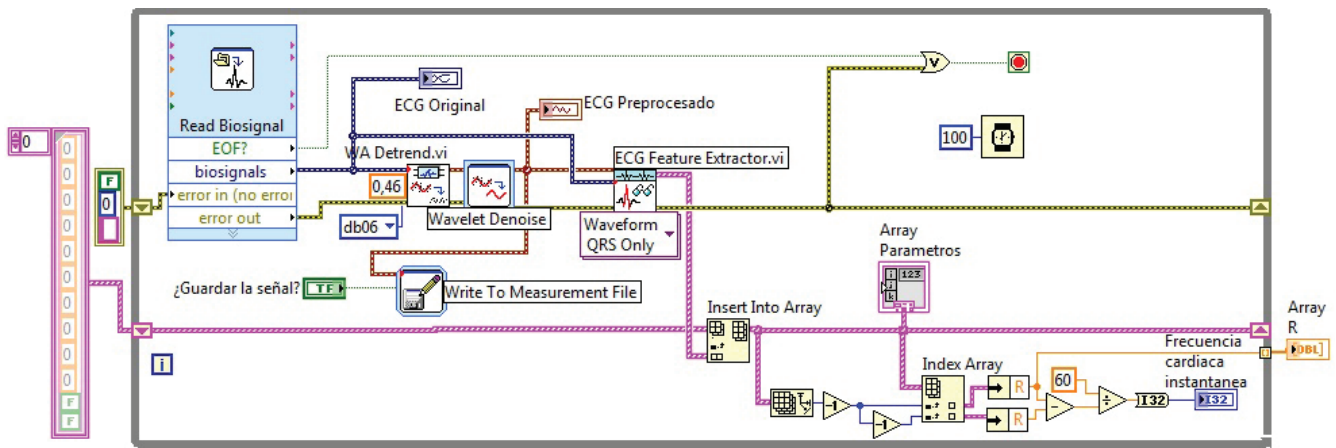 Read Biosignal
EOF?
biosignals
error in (no error
error out
ECG Original
ECG Preprocesado
WA Detrend.vi
0,46
db06
Wavelet Denoise
ECG Feature Extractor.vi
Waveform
QRS Only
V
100
0
0
0
0
0
0
0
0
0
0
0
F
F
F
0
¿Guardar la señal?
TF
Write To Measurement File
i
Insert Into Array
Array
Parametros
i 123
j
k
Index Array
-1
-1
R
R
60
-
÷
I32
I32
Frecuencia
cardiaca
instantanea
Array
R
DBL